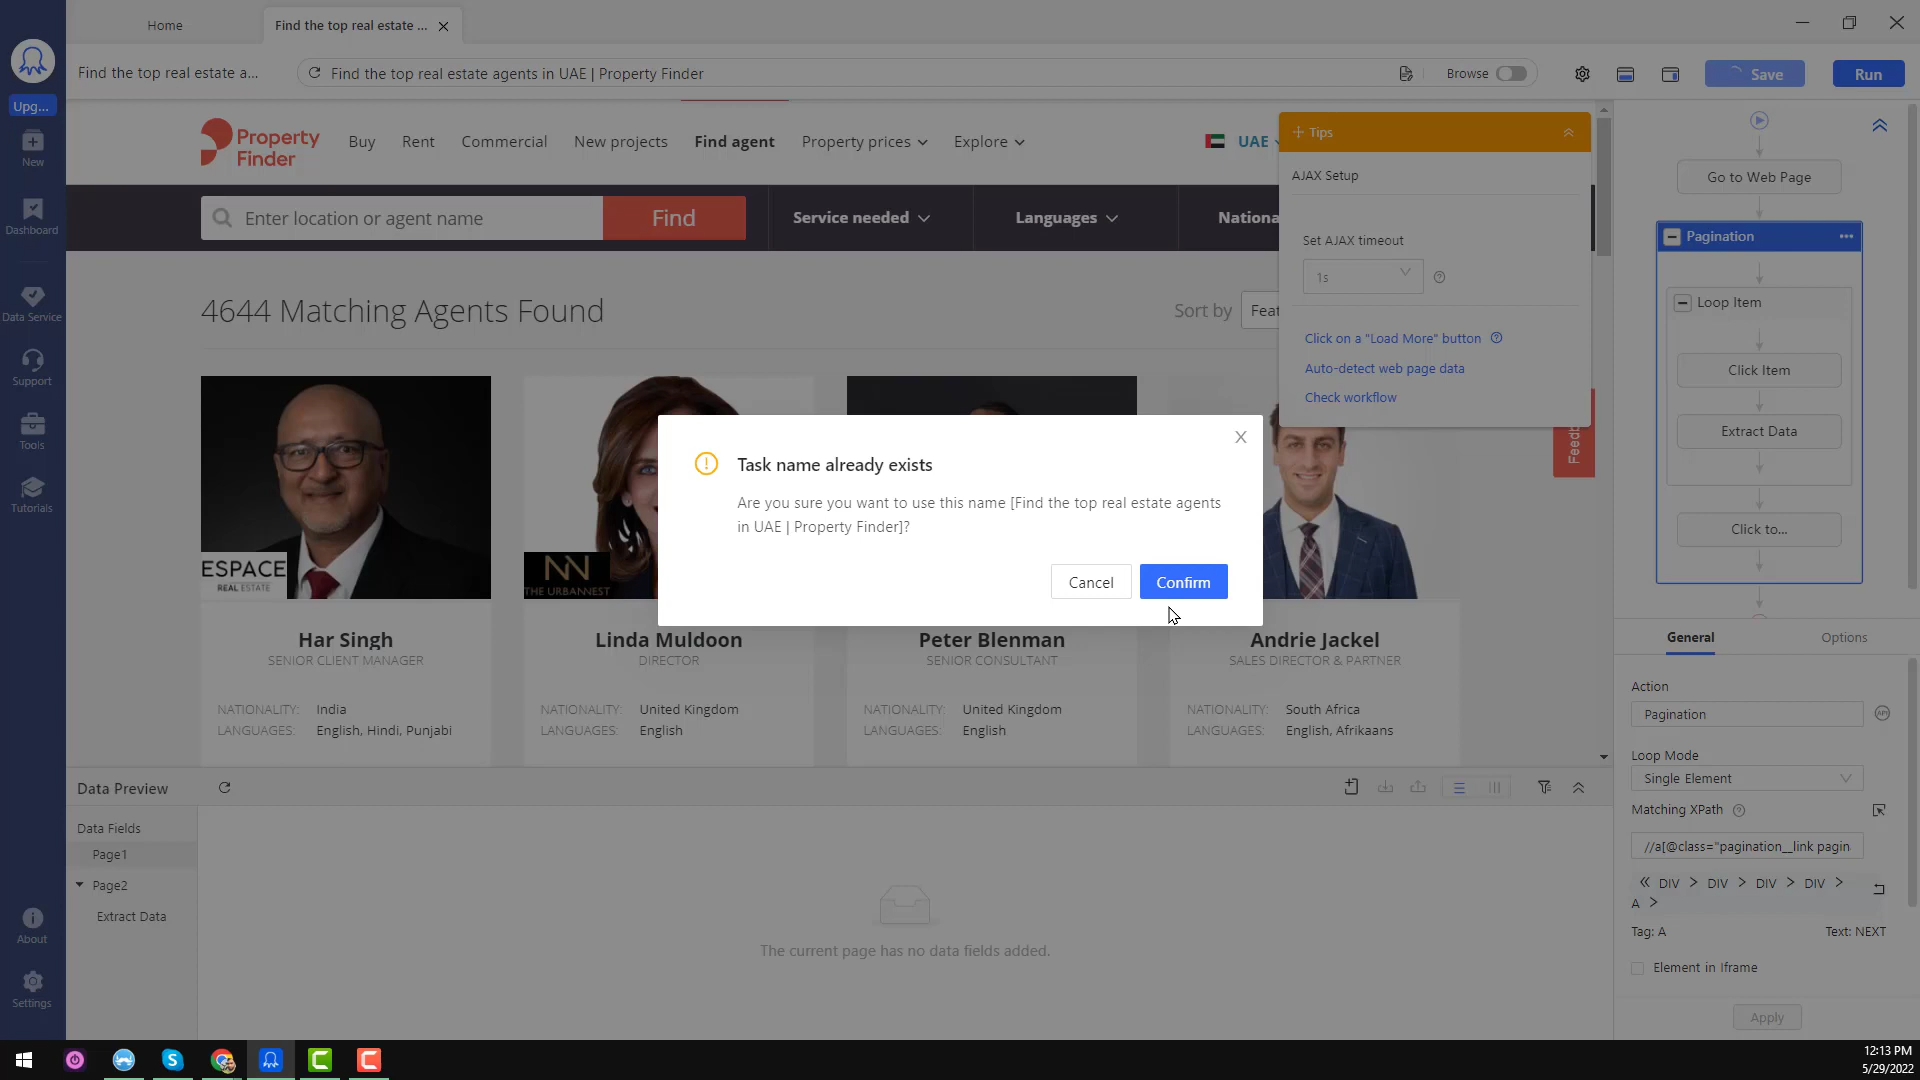 Home
Find the top real estate ...
Find the top real estate a...
Find the top real estate agents in UAE | Property Finder
Browse
Save
Run
Upg...
New
Dashboard
Data Service
Support
Tools
Tutorials
About
Settings
Property
Finder
Buy
Rent
Commercial
New projects
Find agent
Property prices
Explore
UAE
Enter location or agent name
Find
Service needed
Languages
Nationa
4644 Matching Agents Found
Sort by
Feat
Tips
AJAX Setup
Set AJAX timeout
1s
Click on a "Load More" button
Auto-detect web page data
Check workflow
Feedb
Task name already exists
Are you sure you want to use this name [Find the top real estate agents
in UAE | Property Finder]?
Cancel
Confirm
ESPACE
REAL ESTATE
NN
THE URBANNEST
Har Singh
SENIOR CLIENT MANAGER
NATIONALITY: India
LANGUAGES: English, Hindi, Punjabi
Linda Muldoon
DIRECTOR
NATIONALITY: United Kingdom
LANGUAGES: English
Peter Blenman
SENIOR CONSULTANT
NATIONALITY: United Kingdom
LANGUAGES: English
Andrie Jackel
SALES DIRECTOR & PARTNER
NATIONALITY: South Africa
LANGUAGES: English, Afrikaans
Go to Web Page
Pagination
Loop Item
Click Item
Extract Data
Click to...
General
Options
Action
Pagination
API
Loop Mode
Single Element
Matching XPath
//a[@class="pagination__link pagin
« DIV > DIV > DIV > DIV >
A >
Tag: A
Text: NEXT
Element in Iframe
Apply
Data Preview
Data Fields
Page1
Page2
Extract Data
The current page has no data fields added.
12:13 PM
5/29/2022